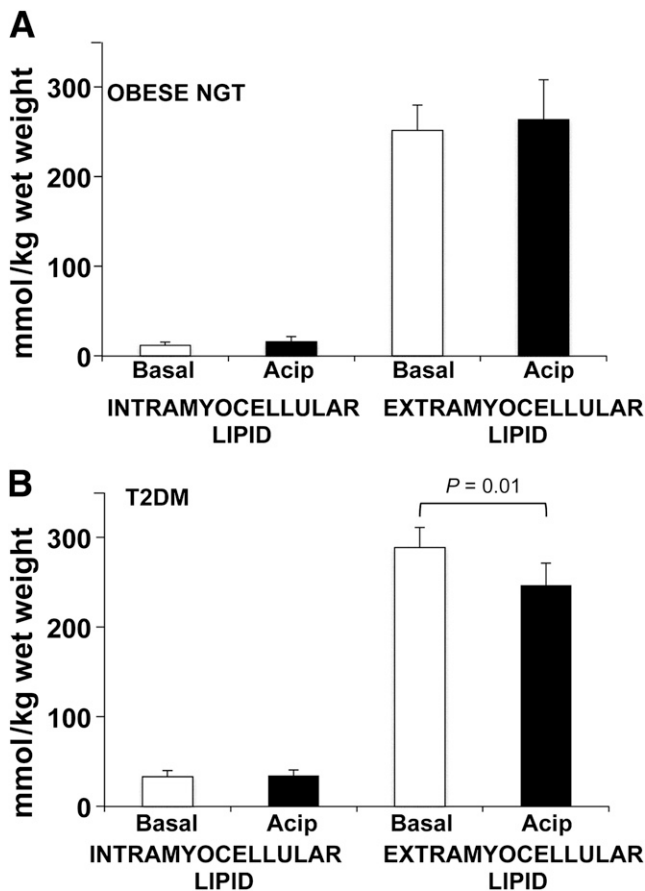 A
OBESE NGT
mmol/kg wet weight
300
200
100
0
Basal Acip Basal Acip
INTRAMYOCELLULAR EXTRAMYOCELLULAR
LIPID LIPID
B
T2DM
P = 0.01
mmol/kg wet weight
300
200
100
0
Basal Acip Basal Acip
INTRAMYOCELLULAR EXTRAMYOCELLULAR
LIPID LIPID